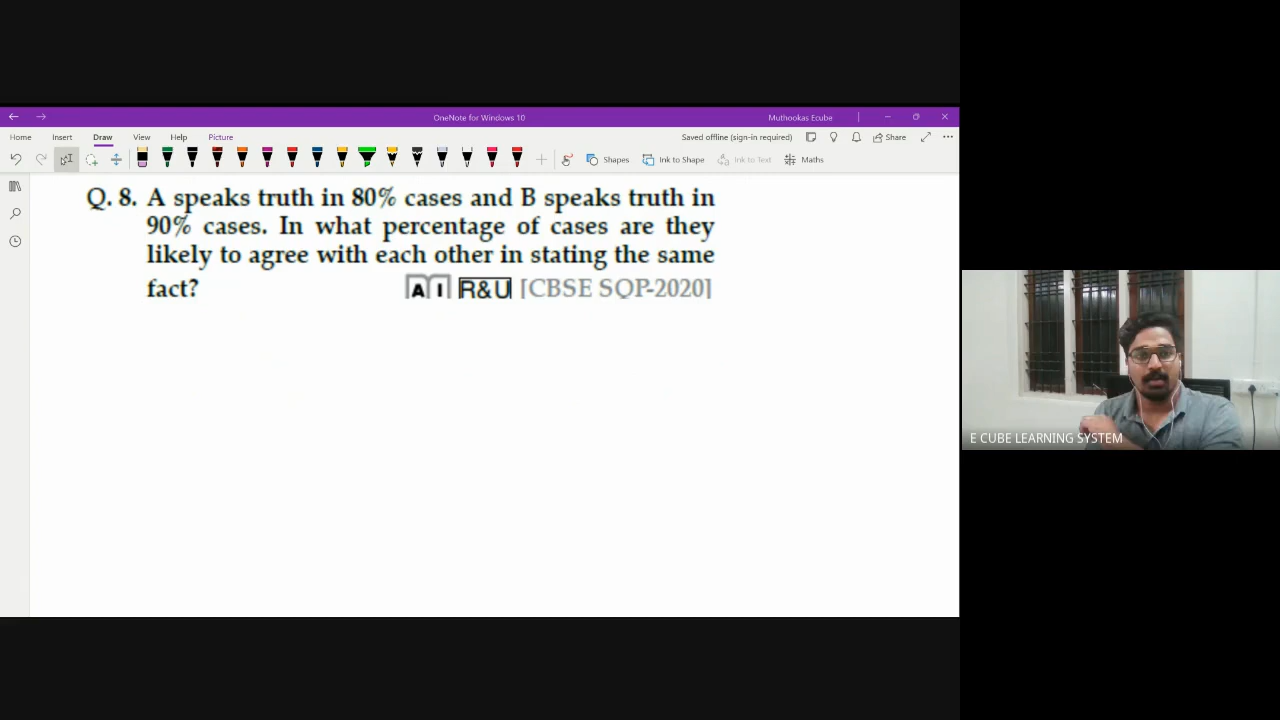 OneNote for Windows 10
Muthookas Ecube
Home Insert Draw View Help Picture
Saved offline (sign-in required)
Share
Shapes
Ink to Shape
Ink to Text
Maths
Q. 8. A speaks truth in 80% cases and B speaks truth in
90% cases. In what percentage of cases are they
likely to agree with each other in stating the same
fact? AI R&U [CBSE SQP-2020]
E CUBE LEARNING SYSTEM